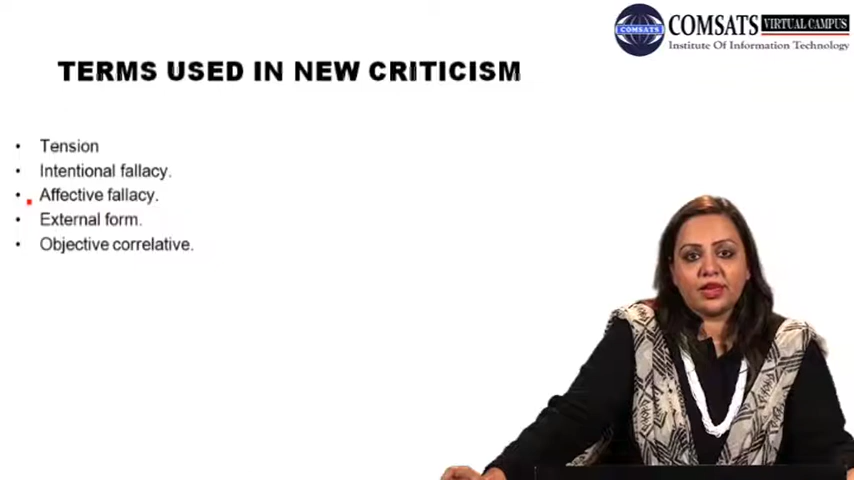 COMSATS
COMSATS VIRTUAL CAMPUS
Institute Of Information Technology
TERMS USED IN NEW CRITICISM
• Tension
• Intentional fallacy.
• Affective fallacy.
• External form.
• Objective correlative.